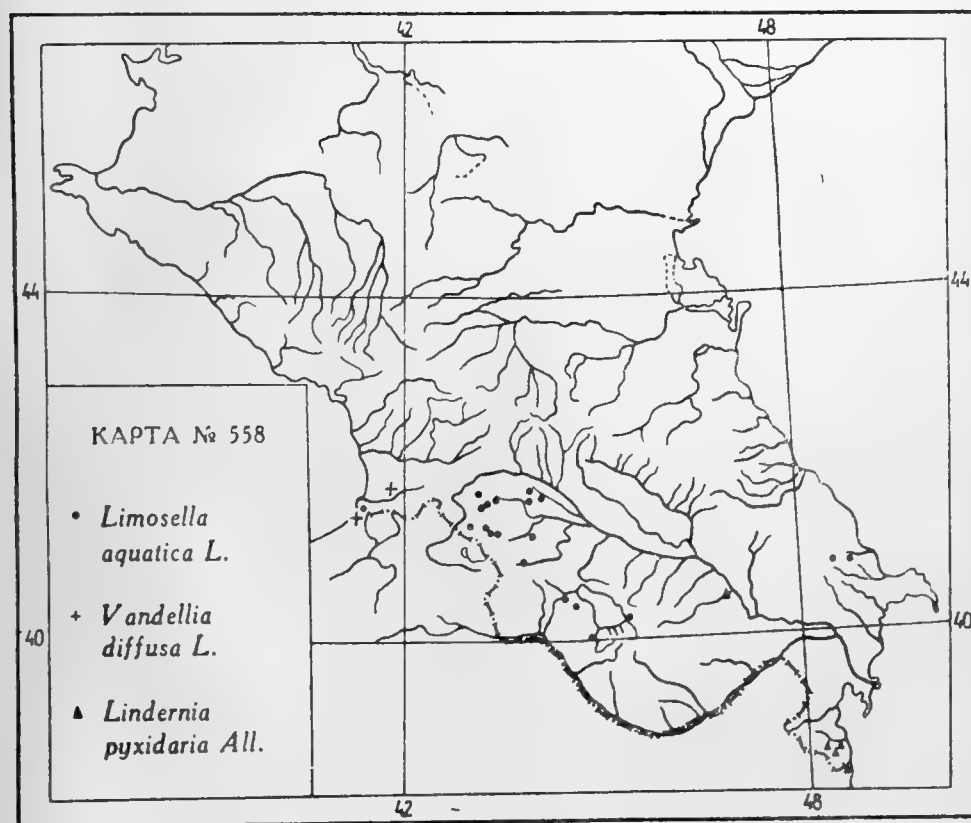 42 48
44 44
КАРТА № 558
• Limosella
aquatica L.
+ Vandellia
diffusa L.
▲ Lindernia
pyxidaria All.
40 40
42 48